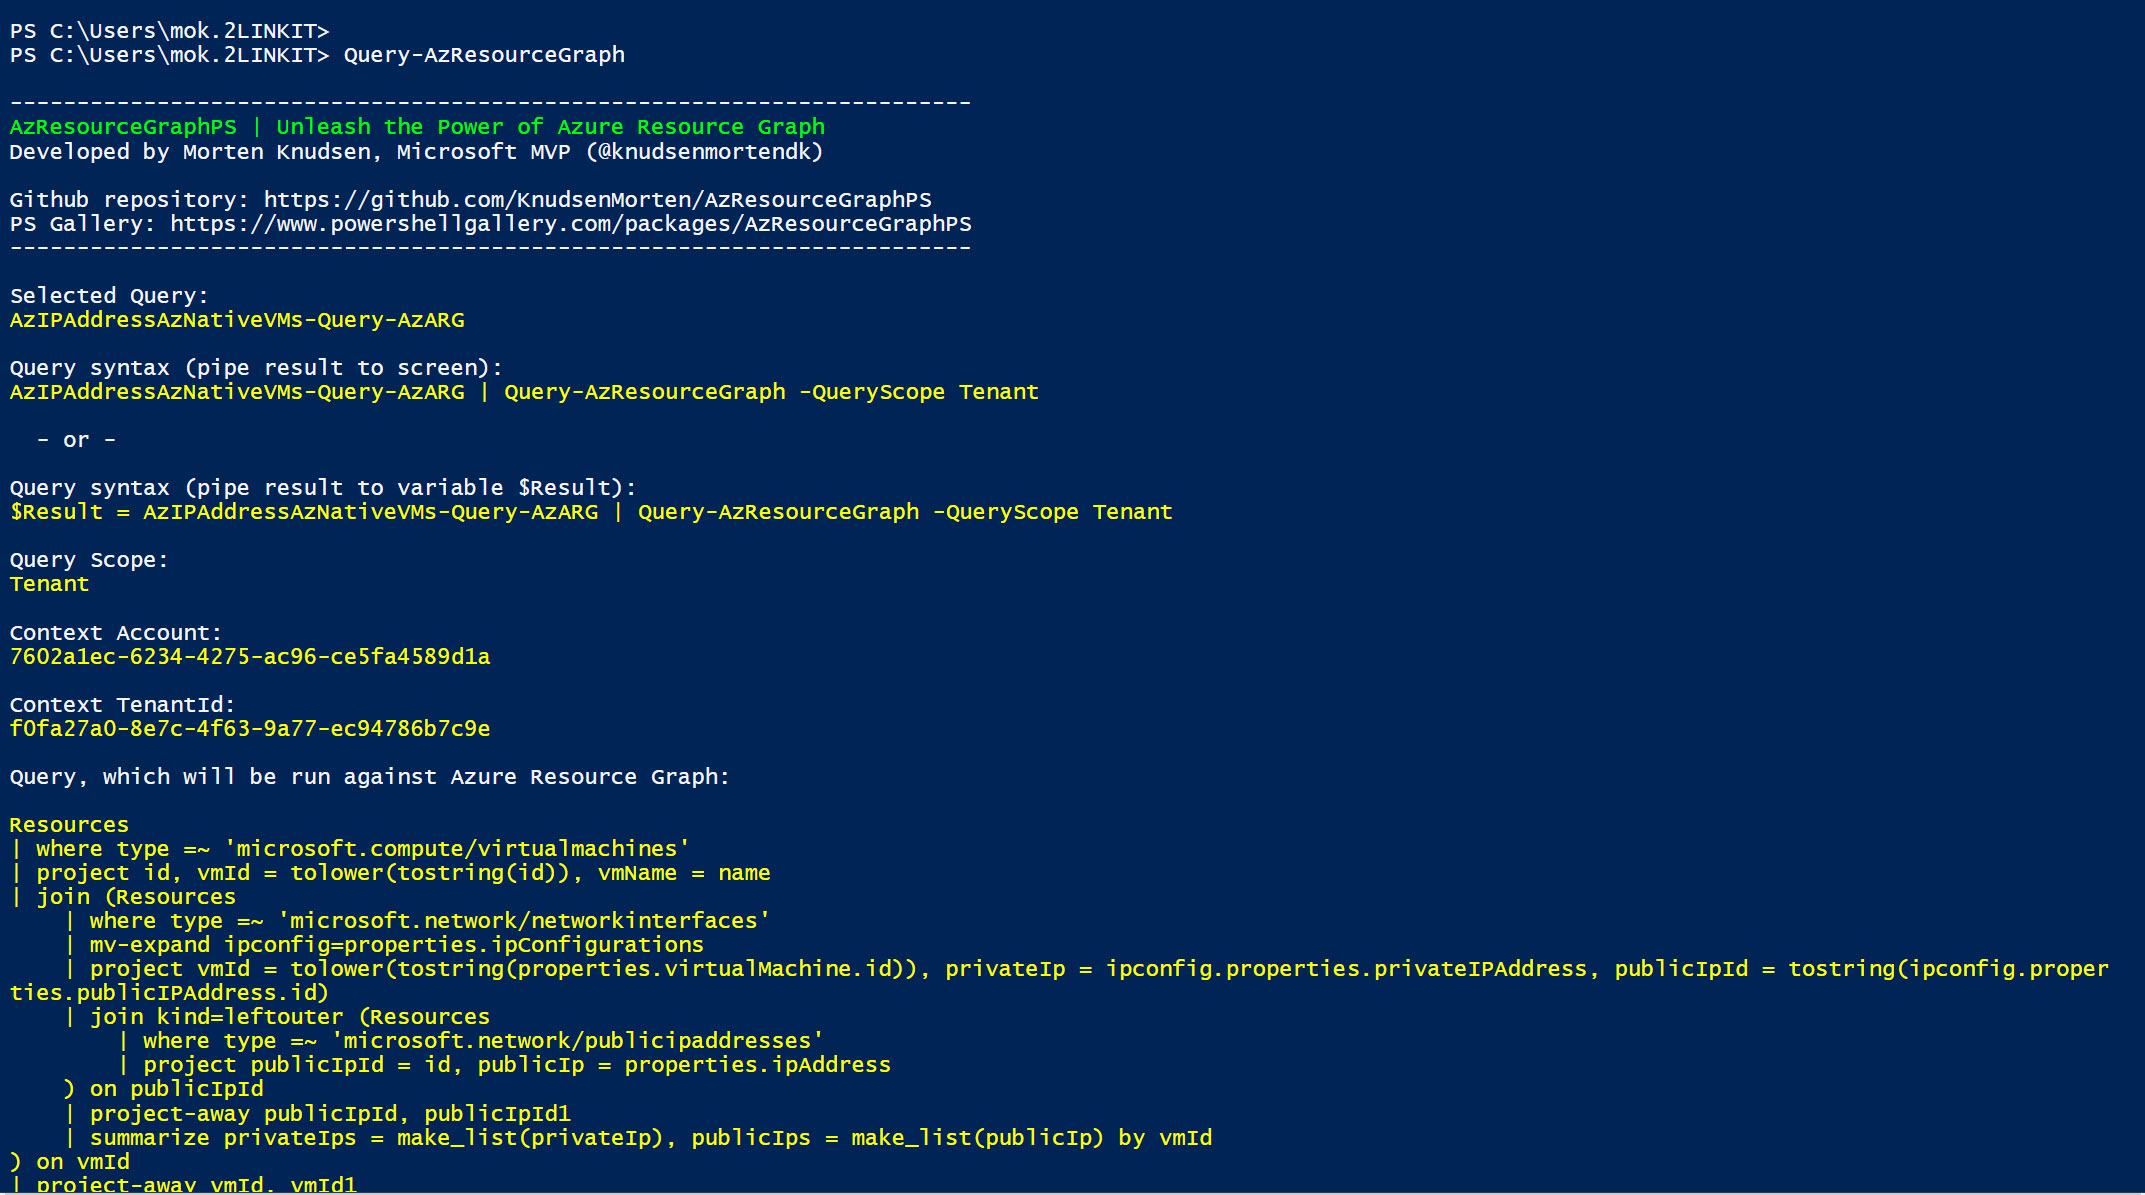 PS C:\Users\mok.2LINKIT>
PS C:\Users\mok.2LINKIT> Query-AzResourceGraph
------------------------------------------------------------------------
AzResourceGraphPS | Unleash the Power of Azure Resource Graph
Developed by Morten Knudsen, Microsoft MVP (@knudsenmortendk)
Github repository: https://github.com/KnudsenMorten/AzResourceGraphPS
PS Gallery: https://www.powershellgallery.com/packages/AzResourceGraphPS
------------------------------------------------------------------------
Selected Query:
AzIPAddressAzNativeVMs-Query-AzARG
Query syntax (pipe result to screen):
AzIPAddressAzNativeVMs-Query-AzARG | Query-AzResourceGraph -QueryScope Tenant
  - or -
Query syntax (pipe result to variable $Result):
$Result = AzIPAddressAzNativeVMs-Query-AzARG | Query-AzResourceGraph -QueryScope Tenant
Query Scope:
Tenant
Context Account:
7602a1ec-6234-4275-ac96-ce5fa4589d1a
Context TenantId:
f0fa27a0-8e7c-4f63-9a77-ec94786b7c9e
Query, which will be run against Azure Resource Graph:
Resources
| where type =~ 'microsoft.compute/virtualmachines'
| project id, vmId = tolower(tostring(id)), vmName = name
| join (Resources
    | where type =~ 'microsoft.network/networkinterfaces'
    | mv-expand ipconfig=properties.ipConfigurations
    | project vmId = tolower(tostring(properties.virtualMachine.id)), privateIp = ipconfig.properties.privateIPAddress, publicIpId = tostring(ipconfig.proper
ties.publicIPAddress.id)
    | join kind=leftouter (Resources
        | where type =~ 'microsoft.network/publicipaddresses'
        | project publicIpId = id, publicIp = properties.ipAddress
    ) on publicIpId
    | project-away publicIpId, publicIpId1
    | summarize privateIps = make_list(privateIp), publicIps = make_list(publicIp) by vmId
) on vmId
| project-away vmId, vmId1